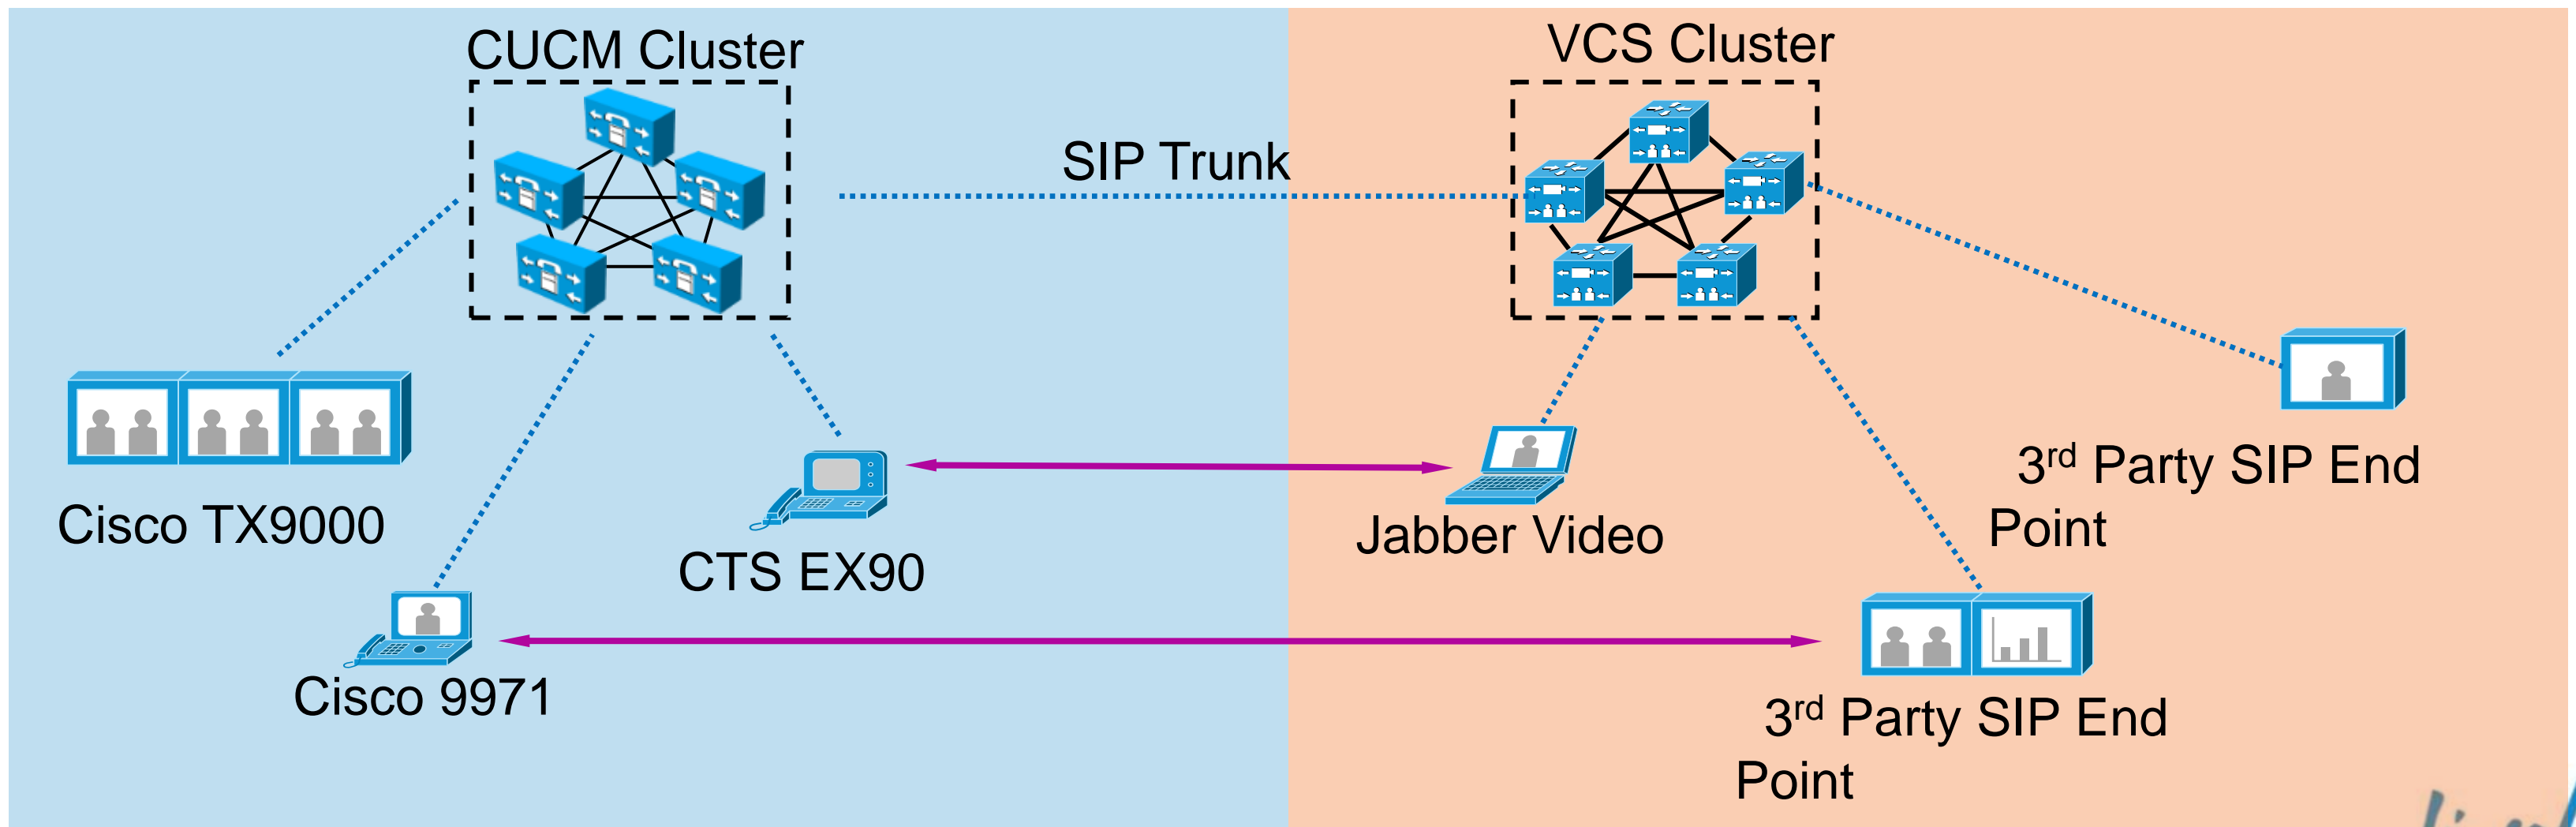 CUCM Cluster
VCS Cluster
SIP Trunk
Cisco TX9000
CTS EX90
Cisco 9971
Jabber Video
3rd Party SIP End
Point
3rd Party SIP End
Point